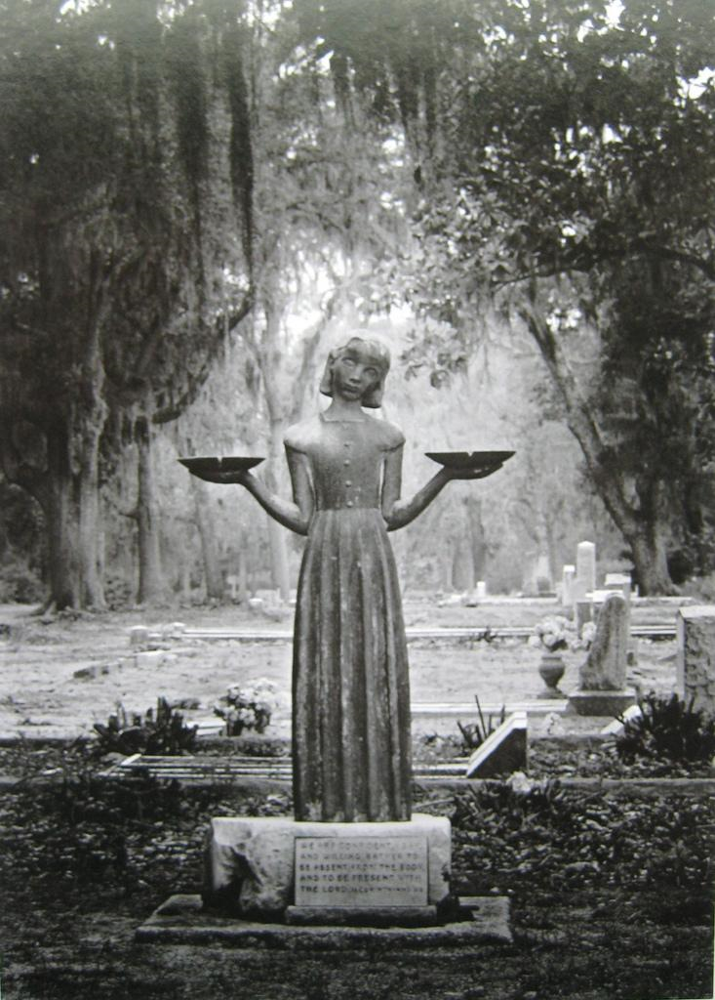 WE ARE CONFIDENT, I SAY,
AND WILLING RATHER TO
BE ABSENT FROM THE BODY,
AND TO BE PRESENT WITH
THE LORD.